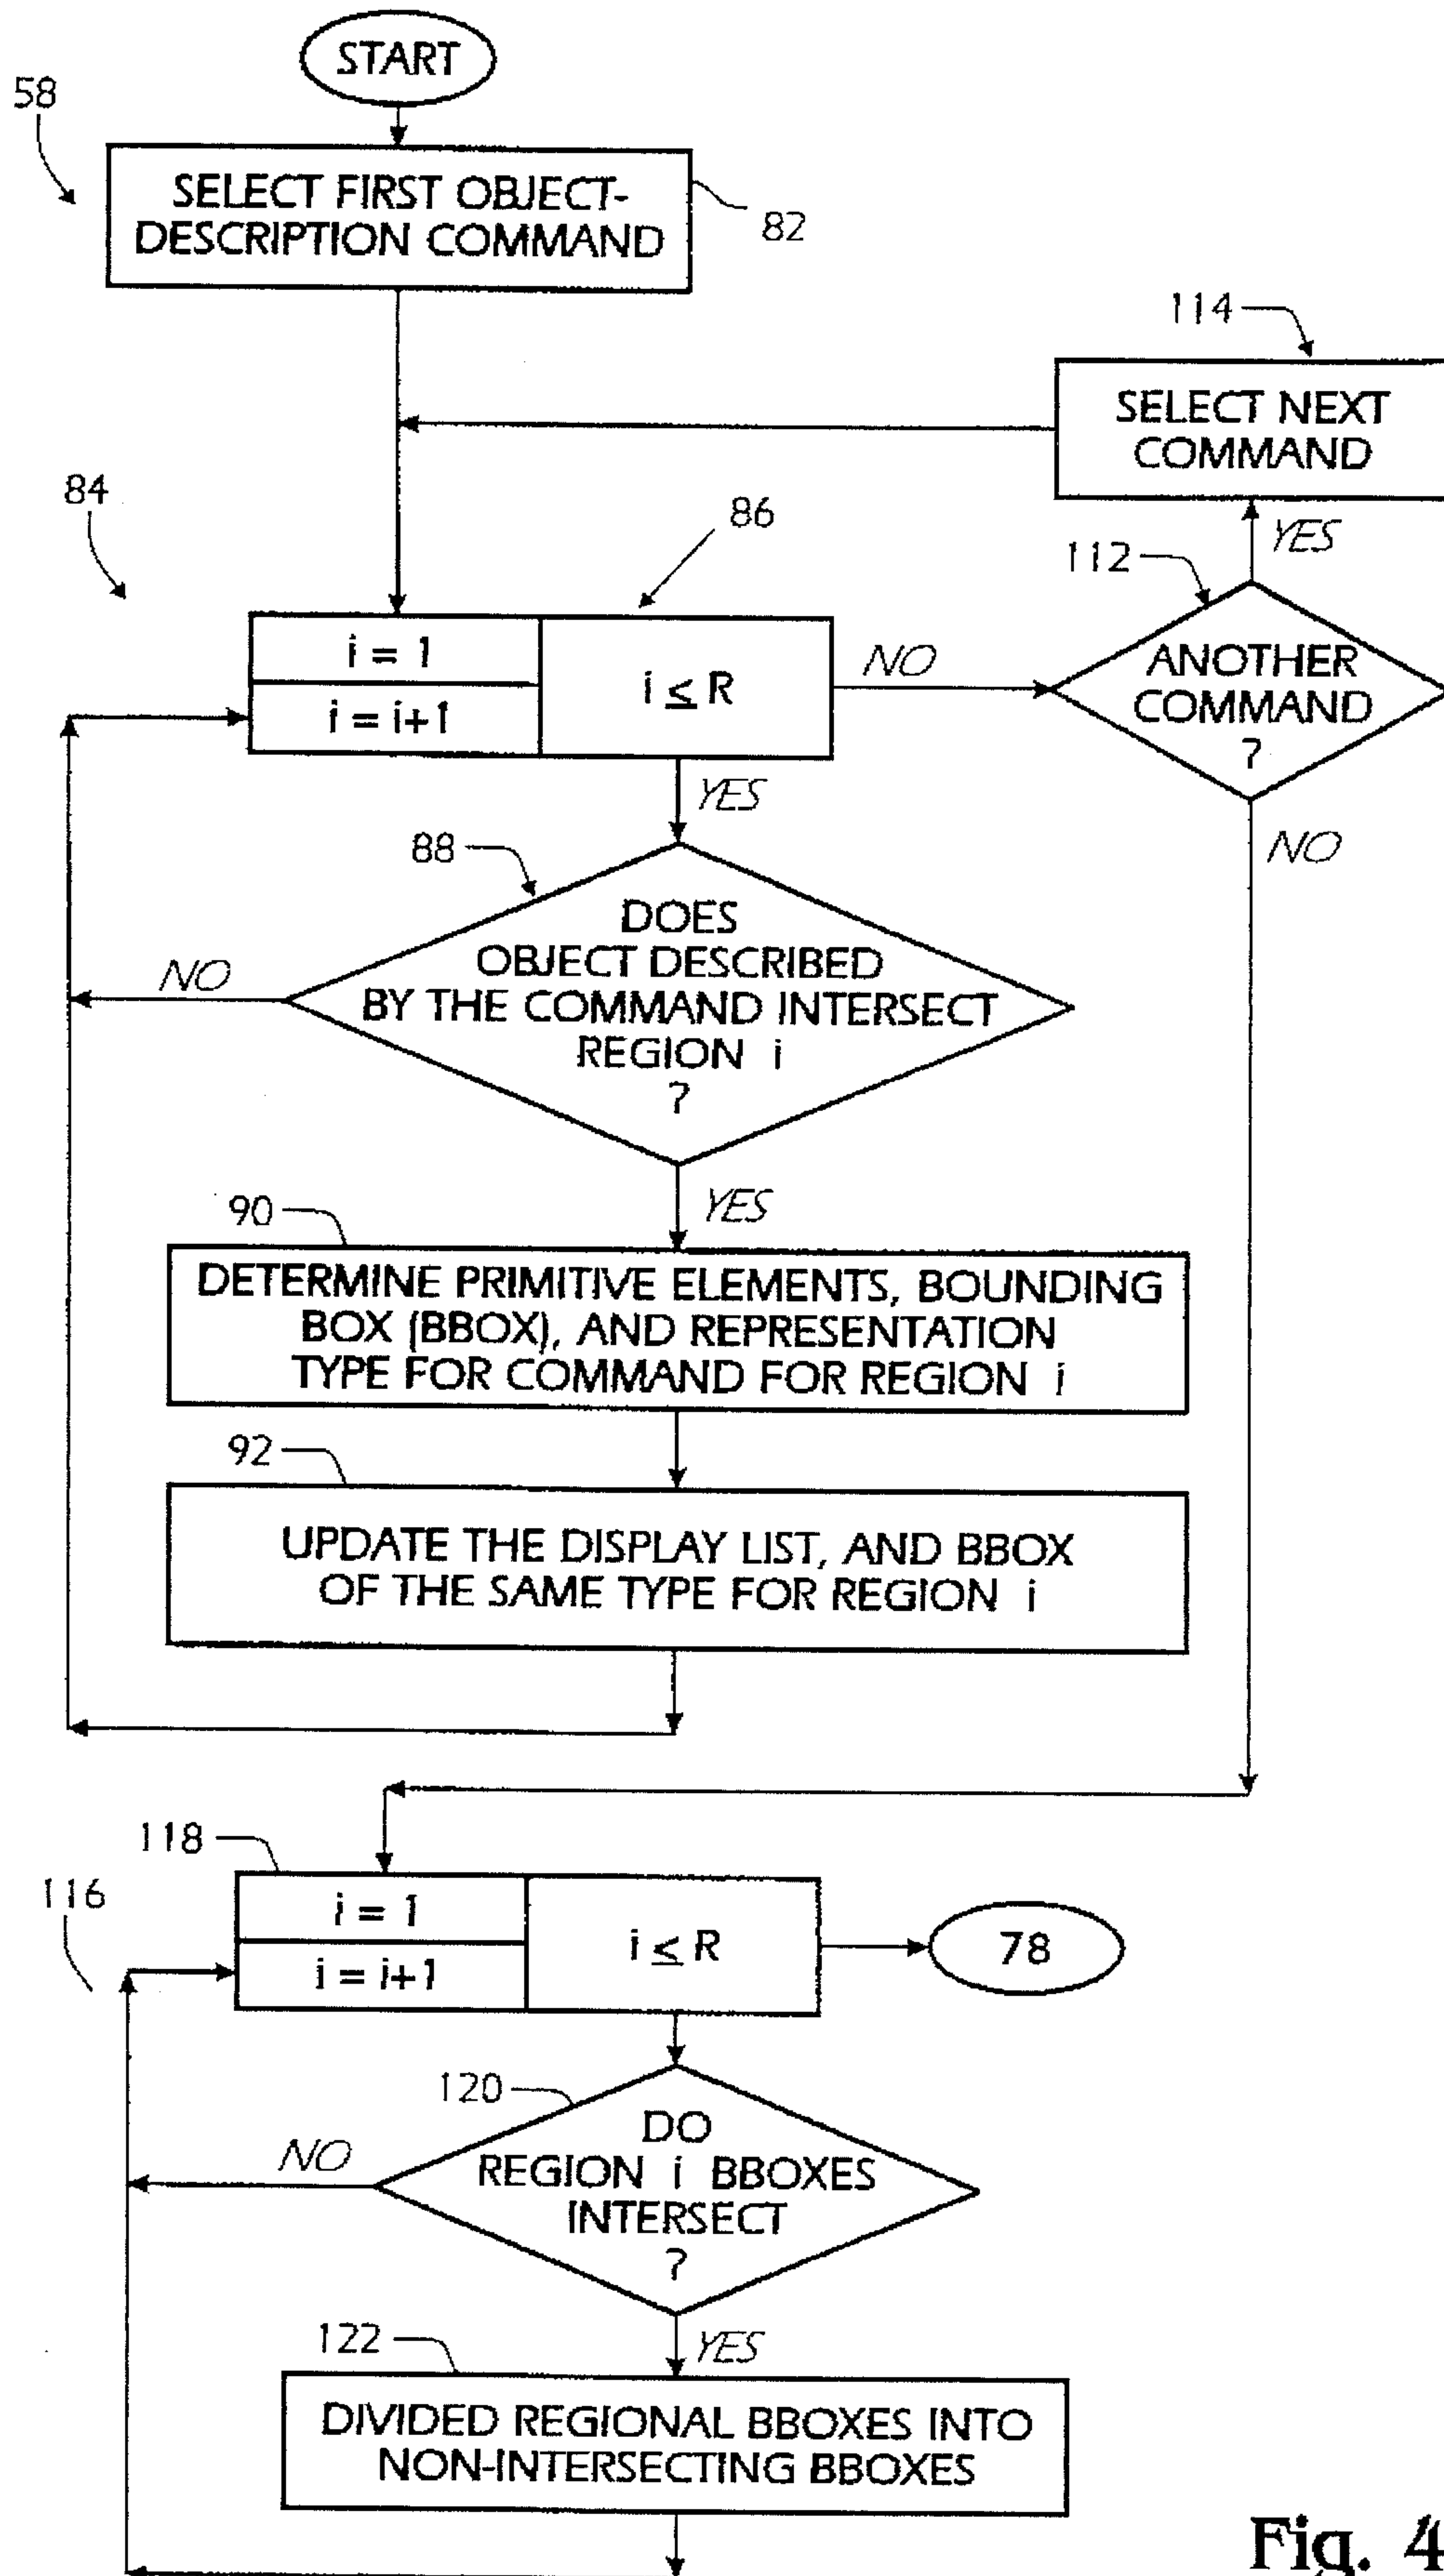 START
58
SELECT FIRST OBJECT-
DESCRIPTION COMMAND
82
114
SELECT NEXT
COMMAND
84
86
112
YES
i = 1
i = i+1
i ≤ R
NO
ANOTHER
COMMAND
?
YES
NO
88
DOES
OBJECT DESCRIBED
BY THE COMMAND INTERSECT
REGION i
?
NO
YES
90
DETERMINE PRIMITIVE ELEMENTS, BOUNDING
BOX (BBOX), AND REPRESENTATION
TYPE FOR COMMAND FOR REGION i
92
UPDATE THE DISPLAY LIST, AND BBOX
OF THE SAME TYPE FOR REGION i
118
116
i = 1
i = i+1
i ≤ R
78
120
DO
REGION i BBOXES
INTERSECT
?
NO
YES
122
DIVIDED REGIONAL BBOXES INTO
NON-INTERSECTING BBOXES
Fig. 4